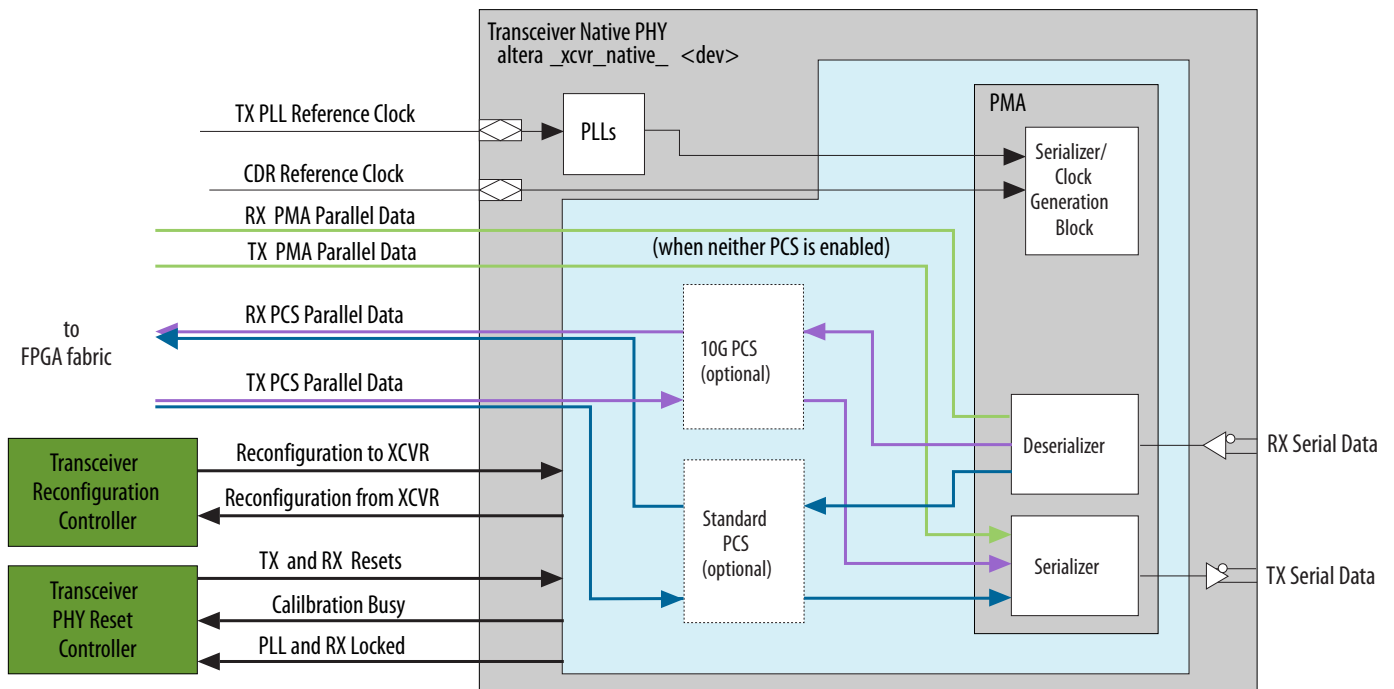 Transceiver Native PHY
altera _xcvr_native_ <dev>
TX PLL Reference Clock
PLLs
PMA
Serializer/
Clock
Generation
Block
CDR Reference Clock
RX PMA Parallel Data
TX PMA Parallel Data
(when neither PCS is enabled)
to
FPGA fabric
RX PCS Parallel Data
TX PCS Parallel Data
10G PCS
(optional)
Deserializer
RX Serial Data
Transceiver
Reconfiguration
Controller
Reconfiguration to XCVR
Reconfiguration from XCVR
Standard
PCS
(optional)
Serializer
TX Serial Data
Transceiver
PHY Reset
Controller
TX and RX Resets
Calilbration Busy
PLL and RX Locked